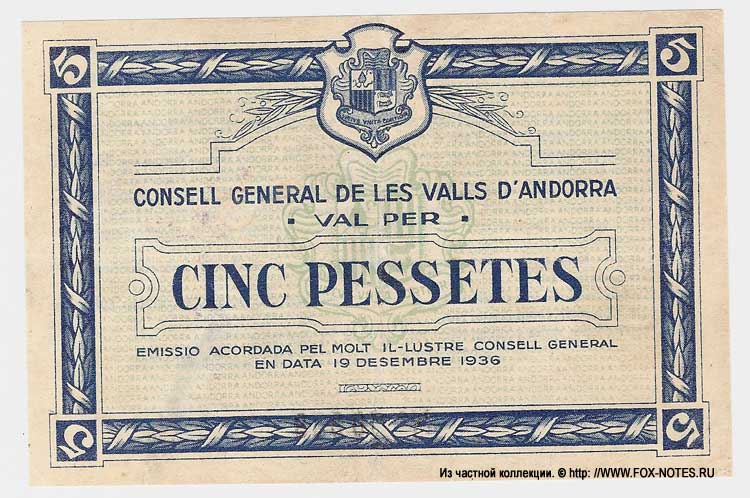 5 5
CONSELL GENERAL DE LES VALLS D'ANDORRA
▪ VAL PER ▪
CINC PESSETES
EMISSIO ACORDADA PEL MOLT IL-LUSTRE CONSELL GENERAL
EN DATA 19 DESEMBRE 1936
5 5
Из частной коллекции. © http: //WWW.FOX-NOTES.RU